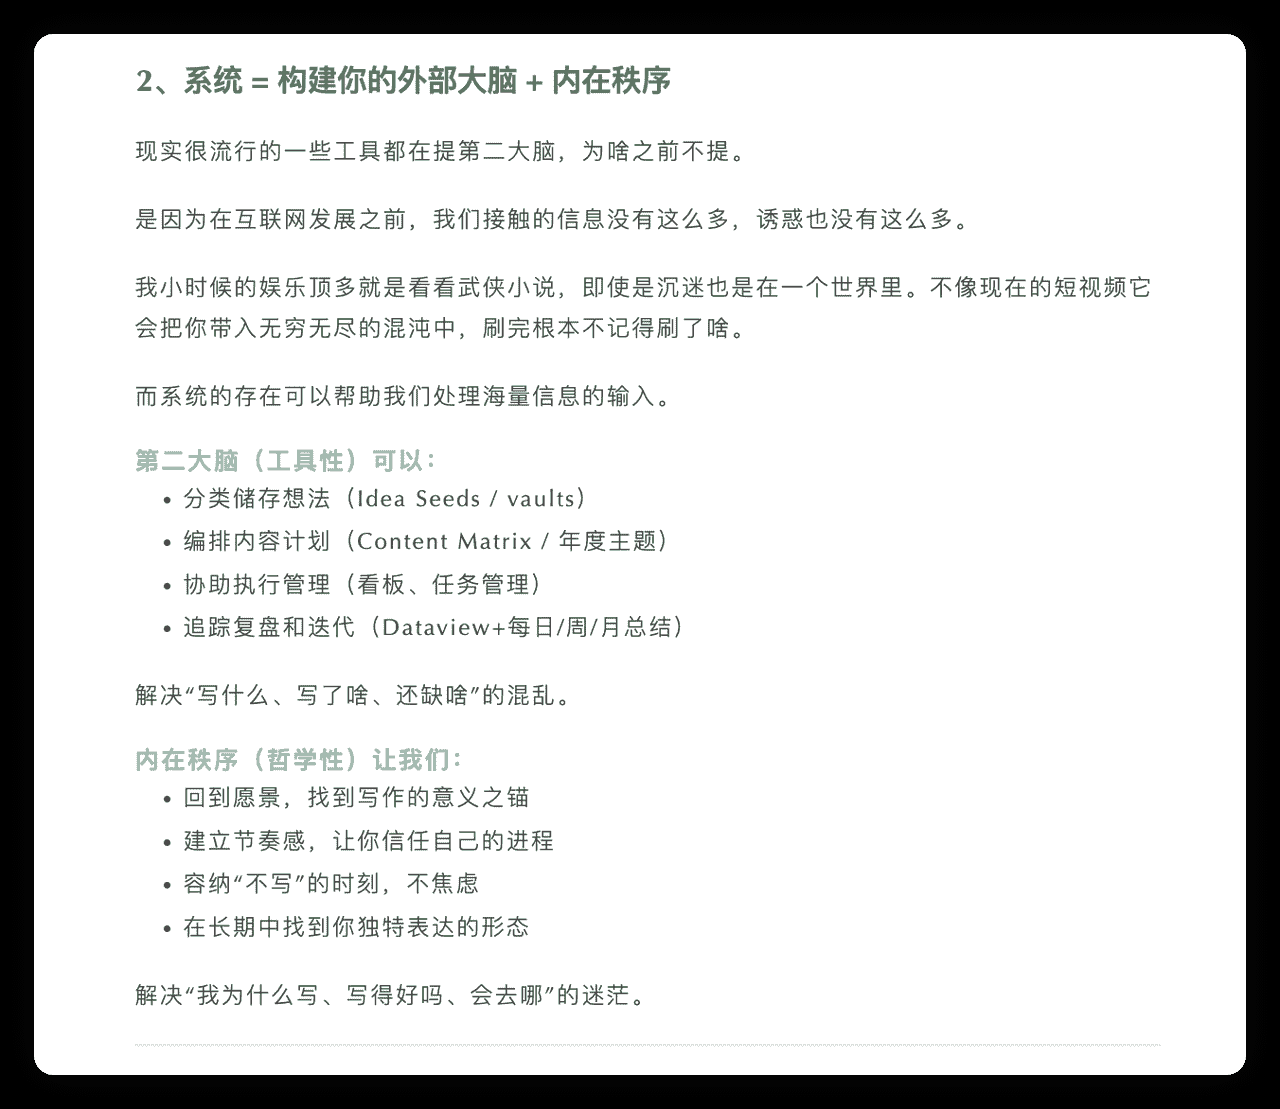 2、系统 = 构建你的外部大脑 + 内在秩序
现实很流行的一些工具都在提第二大脑，为啥之前不提。
是因为在互联网发展之前，我们接触的信息没有这么多，诱惑也没有这么多。
我小时候的娱乐顶多就是看看武侠小说，即使是沉迷也是在一个世界里。不像现在的短视频它
会把你带入无穷无尽的混沌中，刷完根本不记得刷了啥。
而系统的存在可以帮助我们处理海量信息的输入。
第二大脑（工具性）可以：
• 分类储存想法（Idea Seeds / vaults）
• 编排内容计划（Content Matrix / 年度主题）
• 协助执行管理（看板、任务管理）
• 追踪复盘和迭代（Dataview+每日/周/月总结）
解决“写什么、写了啥、还缺啥”的混乱。
内在秩序（哲学性）让我们：
• 回到愿景，找到写作的意义之锚
• 建立节奏感，让你信任自己的进程
• 容纳“不写”的时刻，不焦虑
• 在长期中找到你独特表达的形态
解决“我为什么写、写得好吗、会去哪”的迷茫。